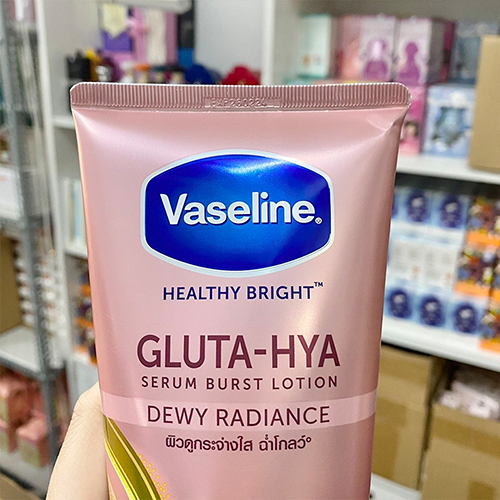 Vaseline®
HEALTHY BRIGHT™
GLUTA-HYA
SERUM BURST LOTION
DEWY RADIANCE
ผิวดูกระจ่างใส ฉ่ำโกลว์°